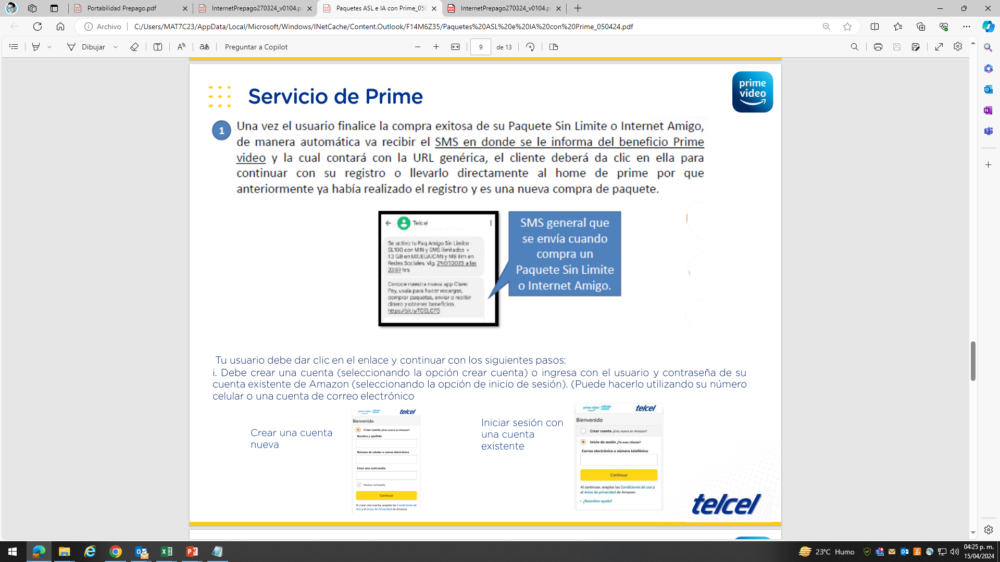 Portabilidad Prepago.pdf
InternetPrepago270324_v0104.p
Paquetes ASL e IA con Prime_050
InternetPrepago270324_v0104.p
Archivo
C:/Users/MAT7C23/AppData/Local/Microsoft/Windows/INetCache/Content.Outlook/F14M6Z35/Paquetes%20ASL%20e%20IA%20con%20Prime_050424.pdf
Dibujar
Preguntar a Copilot
9 de 13
Servicio de Prime
prime
video
1
Una vez el usuario finalice la compra exitosa de su Paquete Sin Limite o Internet Amigo,
de manera automática va recibir el SMS en donde se le informa del beneficio Prime
video y la cual contará con la URL genérica, el cliente deberá da clic en ella para
continuar con su registro o llevarlo directamente al home de prime por que
anteriormente ya había realizado el registro y es una nueva compra de paquete.
Telcel
Se activo tu Paq Amigo Sin Limite
SL100 con MIN y SMS ilimitados +
1.3 GB en MX/EUA/CAN y MB ilim en
Redes Sociales. Vig. 29/07/2023 a las
23:59 hrs
Conoce nuestra nueva app Claro
Pay, usala para hacer recargas,
comprar paquetes, enviar o recibir
dinero y obtener beneficios.
https://bit.ly/TCELCP3
SMS general que
se envía cuando
compra un
Paquete Sin Limite
o Internet Amigo.
Tu usuario debe dar clic en el enlace y continuar con los siguientes pasos:
i. Debe crear una cuenta (seleccionando la opción crear cuenta) o ingresa con el usuario y contraseña de su
cuenta existente de Amazon (seleccionando la opción de inicio de sesión). (Puede hacerlo utilizando su número
celular o una cuenta de correo electrónico
Crear una cuenta
nueva
prime video edición móvil telcel
Bienvenido
Crear cuenta ¿Eres nuevo en Amazon?
Nombre y apellido
Número de celular o correo electrónico
Crear una contraseña
Mostrar contraseña
Continuar
Al crear una cuenta, aceptas las Condiciones de
Uso y el Aviso de Privacidad de Amazon.
Iniciar sesión con
una cuenta
existente
prime video edición móvil telcel
Bienvenido
Crear cuenta ¿Eres nuevo en Amazon?
Inicio de sesión ¿Ya eres cliente?
Correo electrónico o número telefónico
Continuar
Al continuar, aceptas las Condiciones de uso y
el Aviso de privacidad de Amazon.
¿Necesitas ayuda?
telcel
23°C Humo
04:25 p. m.
15/04/2024